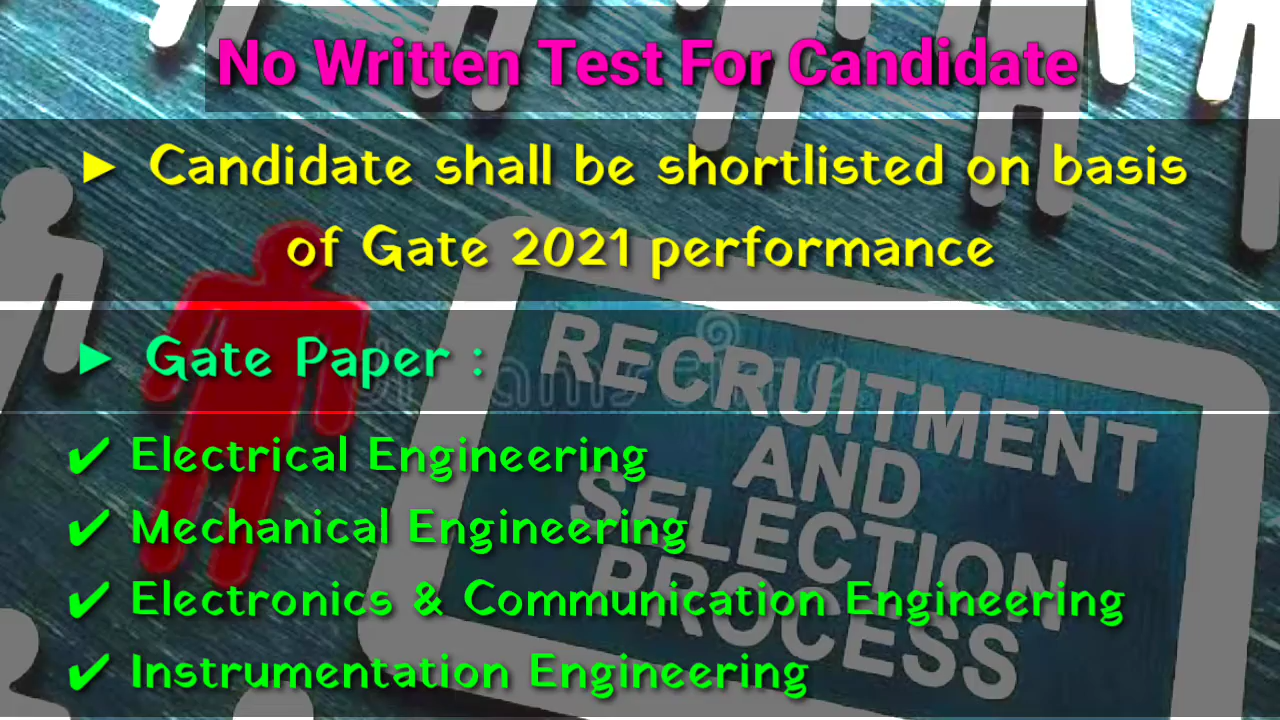 No Written Test For Candidate
► Candidate shall be shortlisted on basis
of Gate 2021 performance
► Gate Paper :
✔ Electrical Engineering
✔ Mechanical Engineering
✔ Electronics & Communication Engineering
✔ Instrumentation Engineering
RECRUITMENT
AND
SELECTION
PROCESS